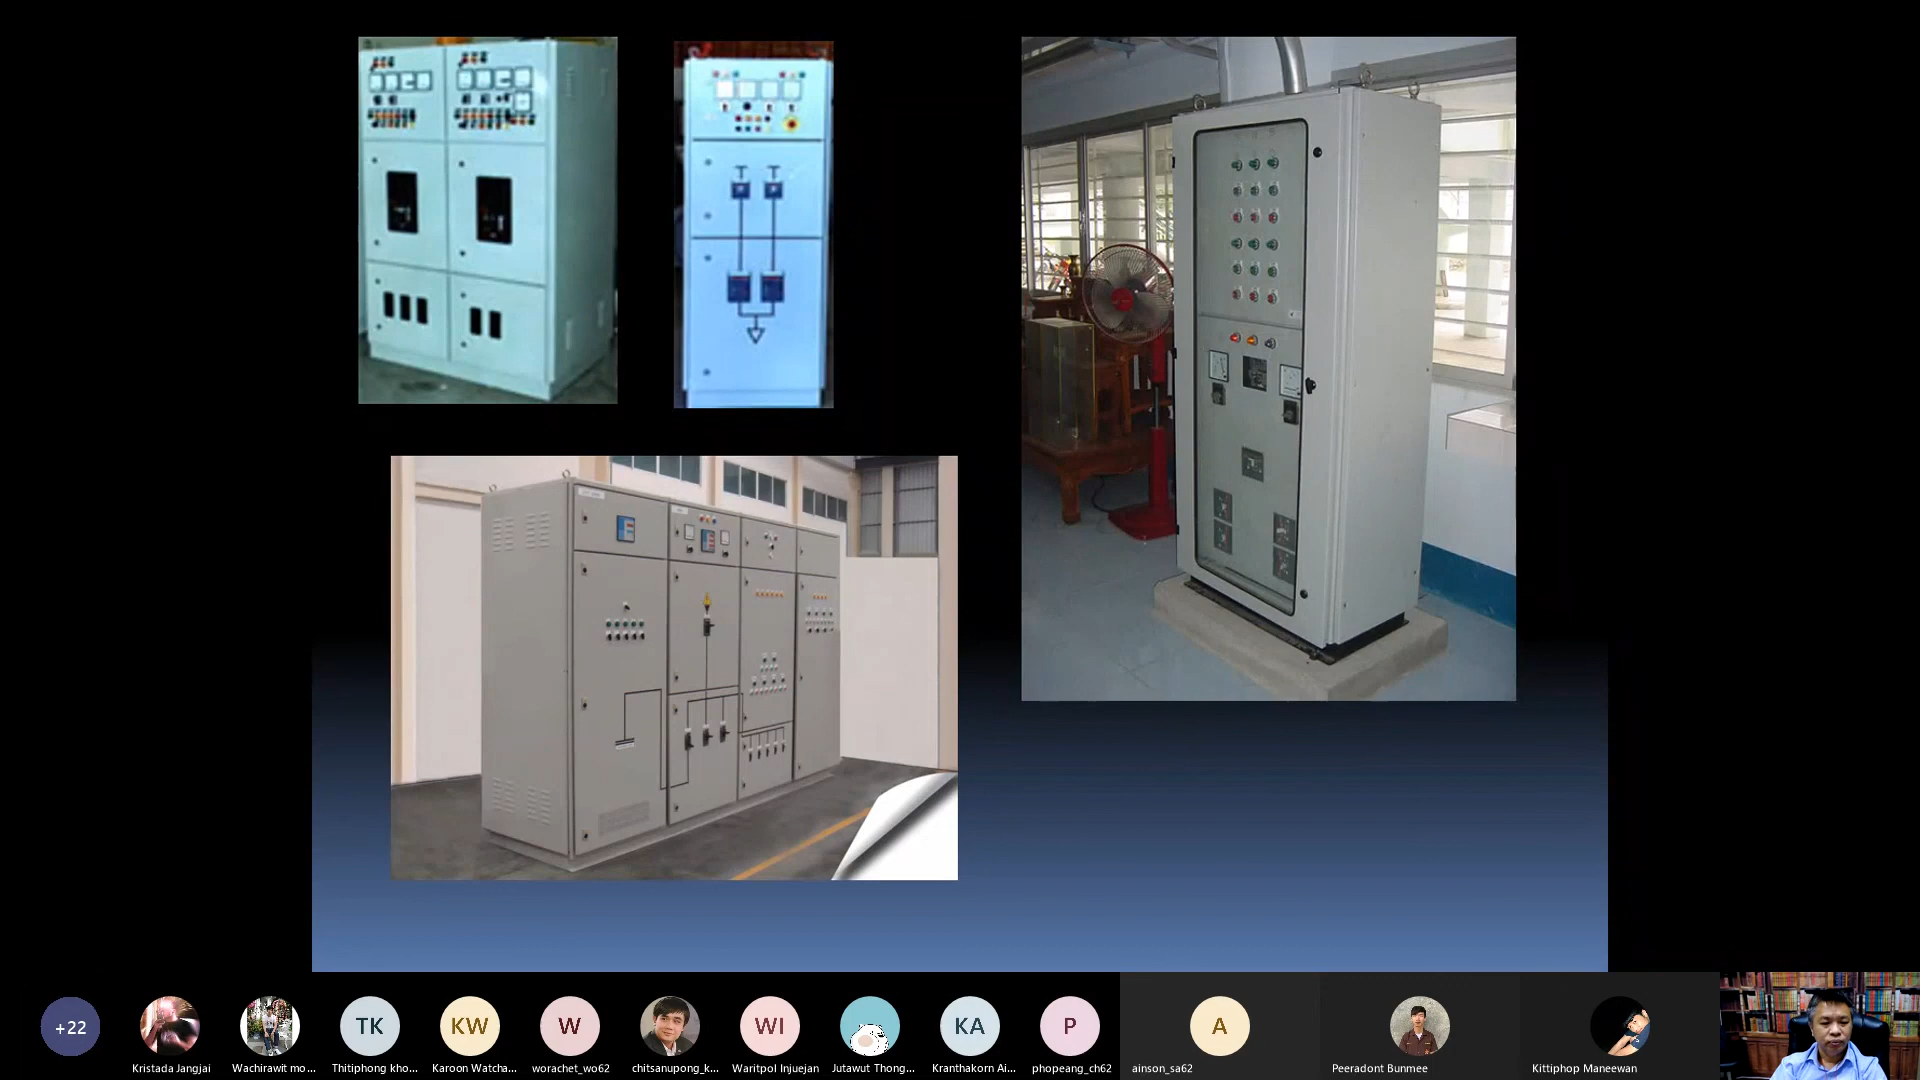 +22
Kristada Jangjai
Wachirawit mo...
TK
Thitiphong kho...
KW
Karoon Watcha...
W
worachet_wo62
chitsanupong_k...
WI
Waritpol Injuejan
Jutawut Thong...
KA
Kranthakorn Ai...
P
phopeang_ch62
A
ainson_sa62
Peeradont Bunmee
Kittiphop Maneewan